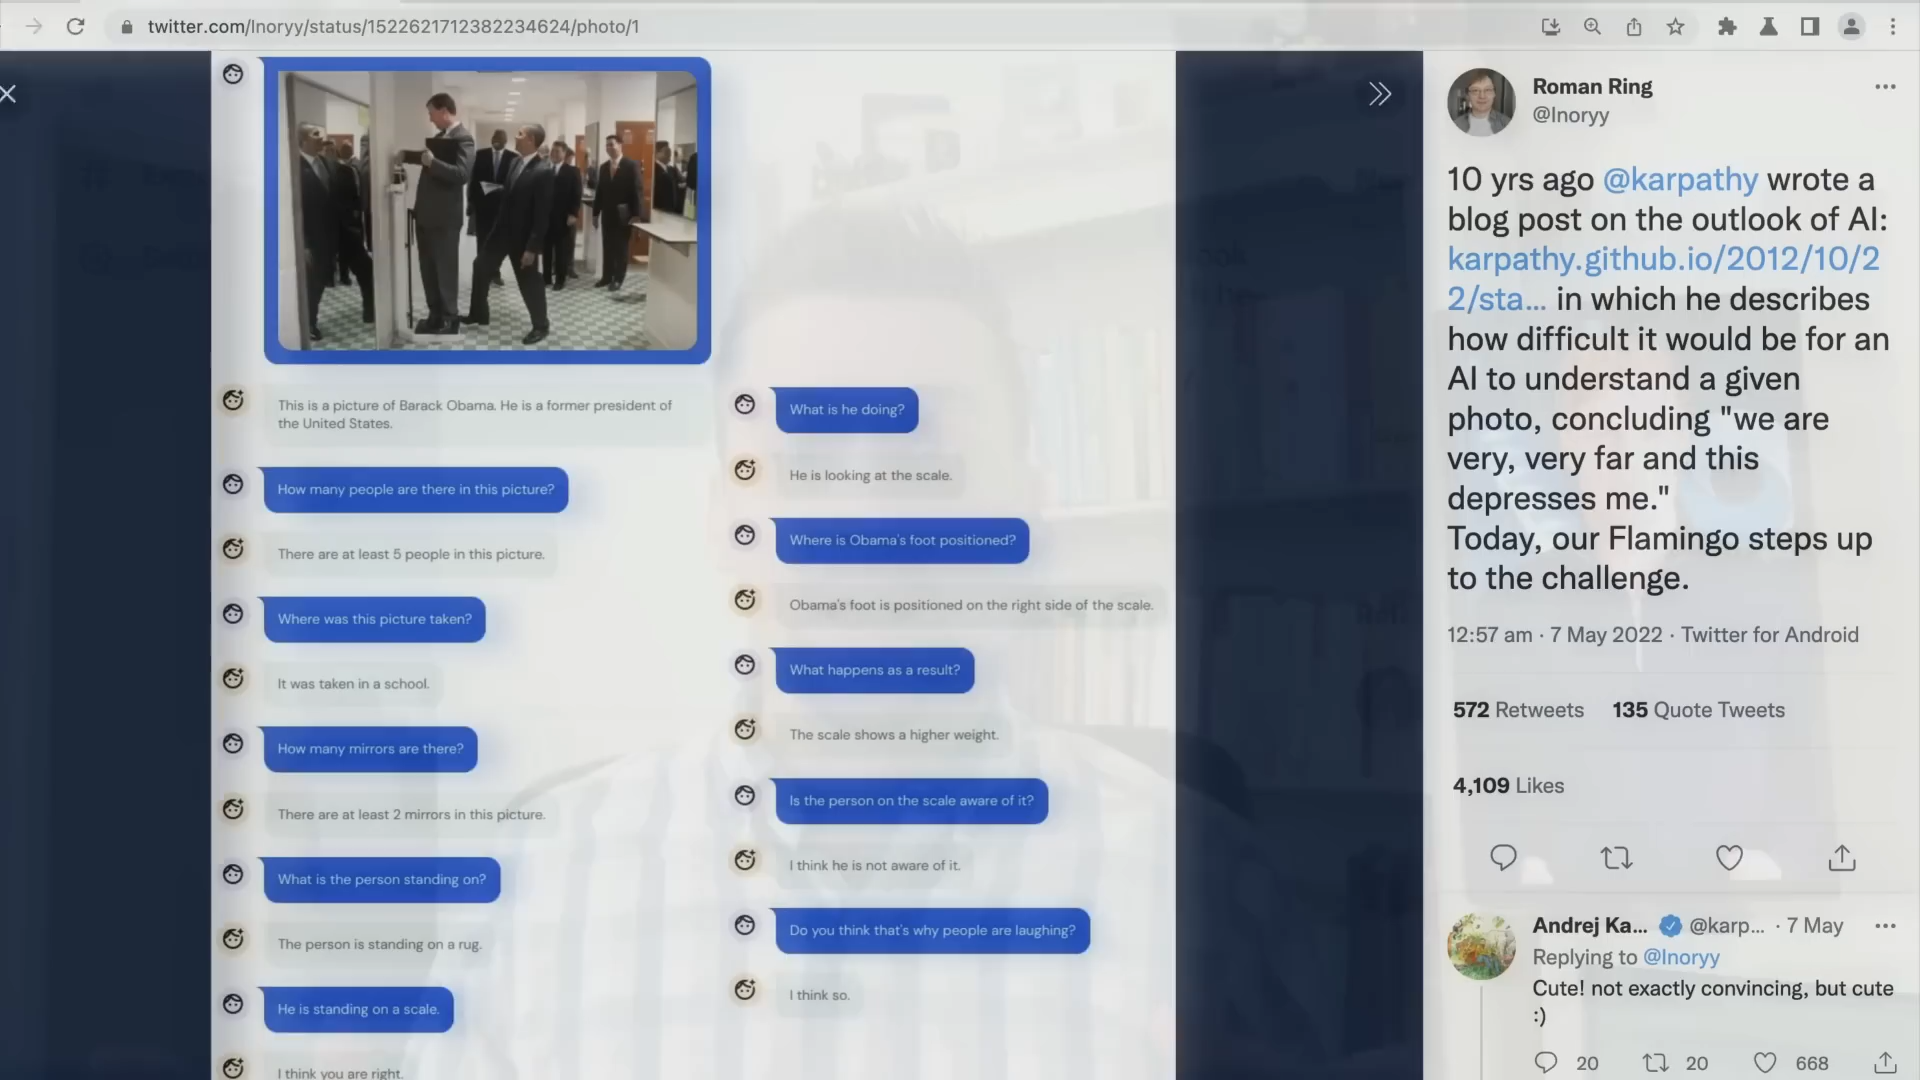 twitter.com/Inoryy/status/1522621712382234624/photo/1
This is a picture of Barack Obama. He is a former president of
the United States.
How many people are there in this picture?
There are at least 5 people in this picture.
Where was this picture taken?
It was taken in a school.
How many mirrors are there?
There are at least 2 mirrors in this picture.
What is the person standing on?
The person is standing on a rug.
He is standing on a scale.
I think you are right.
What is he doing?
He is looking at the scale.
Where is Obama's foot positioned?
Obama's foot is positioned on the right side of the scale.
What happens as a result?
The scale shows a higher weight.
Is the person on the scale aware of it?
I think he is not aware of it.
Do you think that's why people are laughing?
I think so.
Roman Ring
@Inoryy
10 yrs ago @karpathy wrote a
blog post on the outlook of AI:
karpathy.github.io/2012/10/2
2/sta... in which he describes
how difficult it would be for an
AI to understand a given
photo, concluding "we are
very, very far and this
depresses me."
Today, our Flamingo steps up
to the challenge.
12:57 am · 7 May 2022 · Twitter for Android
572 Retweets 135 Quote Tweets
4,109 Likes
Andrej Ka... @karp... · 7 May
Replying to @Inoryy
Cute! not exactly convincing, but cute
:)
20 20 668